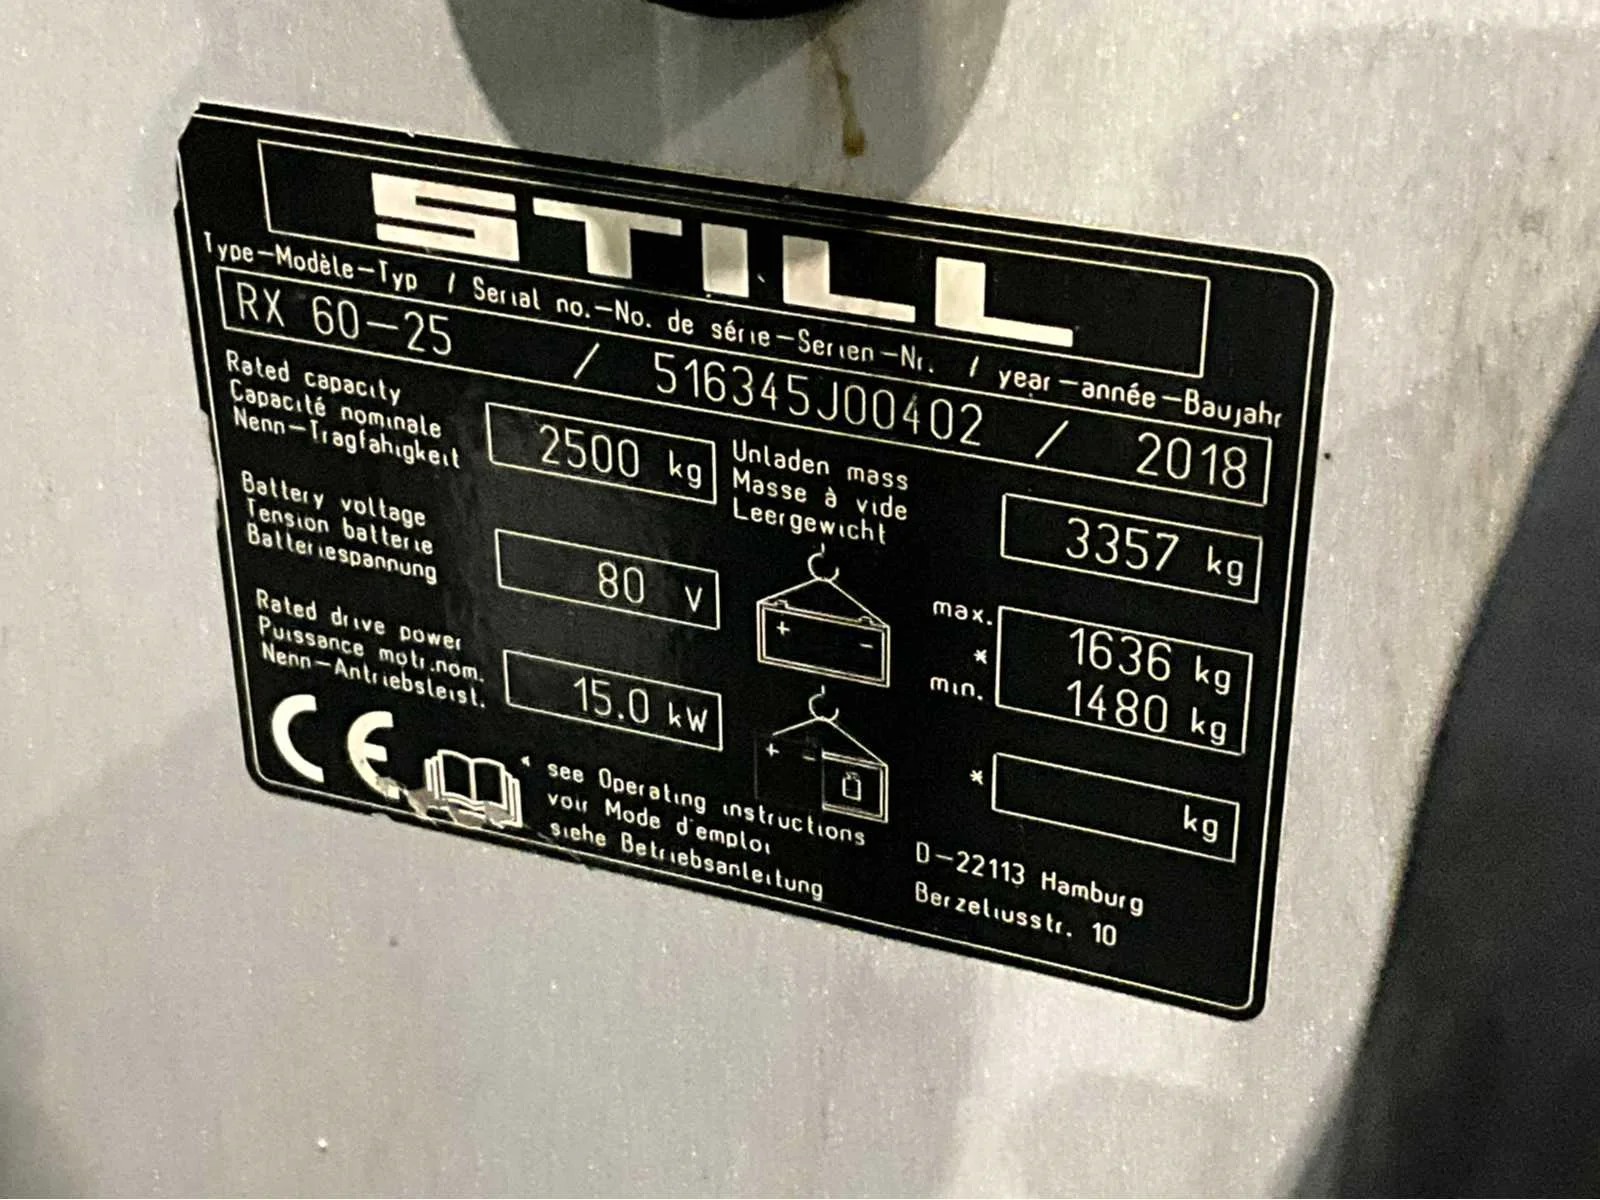 STILL
Type-Modèle-Typ / Serial no.-No. de série-Serien-Nr. / year-année-Baujahr
RX 60-25 / 516345J00402 / 2018
Rated capacity
Capacité nominale
Nenn-Tragfahigkeit
2500 kg
Unladen mass
Masse à vide
Leergewicht
3357 kg
Battery voltage
Tension batterie
Batteriespannung
80 V
+ -
max. 1636 kg
*
min. 1480 kg
Rated drive power
Puissance motr.nom.
Nenn-Antriebsleist.
15.0 kW
+ -
* kg
CE
* see Operating instructions
voir Mode d'emploi
siehe Betriebsanleitung
D-22113 Hamburg
Berzeliusstr. 10